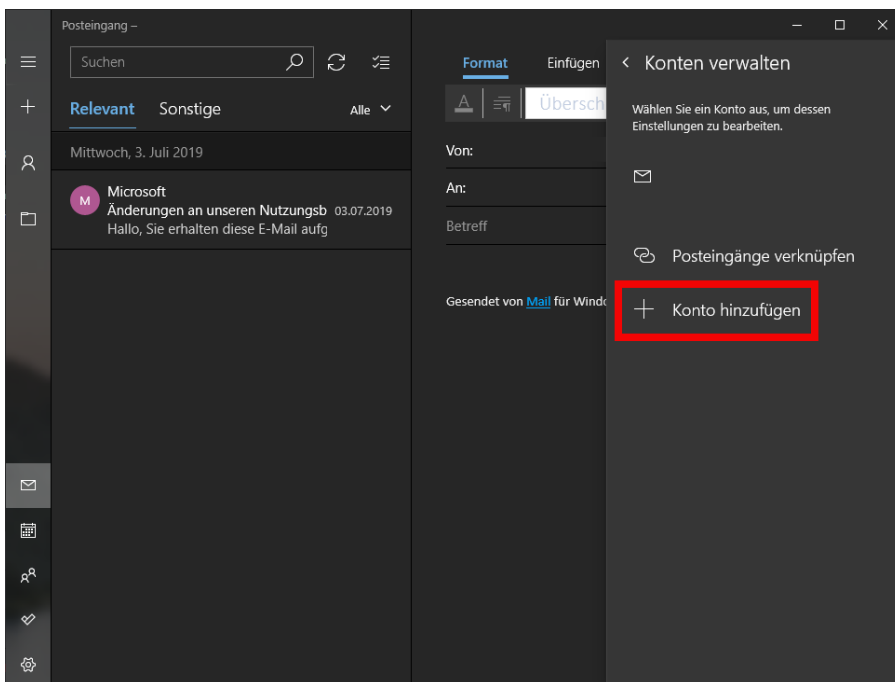 Posteingang –
Suchen
Relevant Sonstige Alle
Mittwoch, 3. Juli 2019
M
Microsoft
Änderungen an unseren Nutzungsb 03.07.2019
Hallo, Sie erhalten diese E-Mail aufg
Format Einfügen
A Übersch
Von:
An:
Betreff
Gesendet von Mail für Windo
Konten verwalten
Wählen Sie ein Konto aus, um dessen
Einstellungen zu bearbeiten.
Posteingänge verknüpfen
Konto hinzufügen